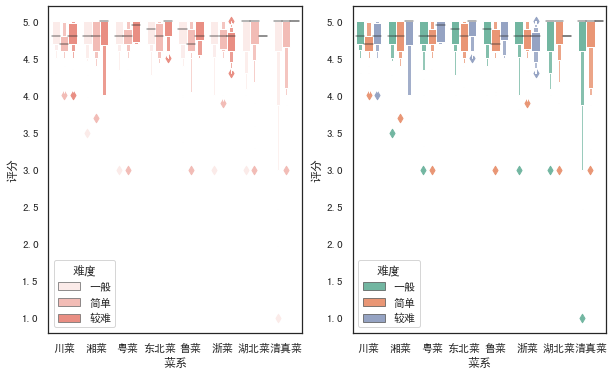 5.0
4.5
4.0
3.5
3.0
2.5
2.0
1.5
1.0
评分
难度
一般
简单
较难
川菜 湘菜 粤菜 东北菜 鲁菜 浙菜 湖北菜 清真菜
菜系
5.0
4.5
4.0
3.5
3.0
2.5
2.0
1.5
1.0
评分
难度
一般
简单
较难
川菜 湘菜 粤菜 东北菜 鲁菜 浙菜 湖北菜 清真菜
菜系